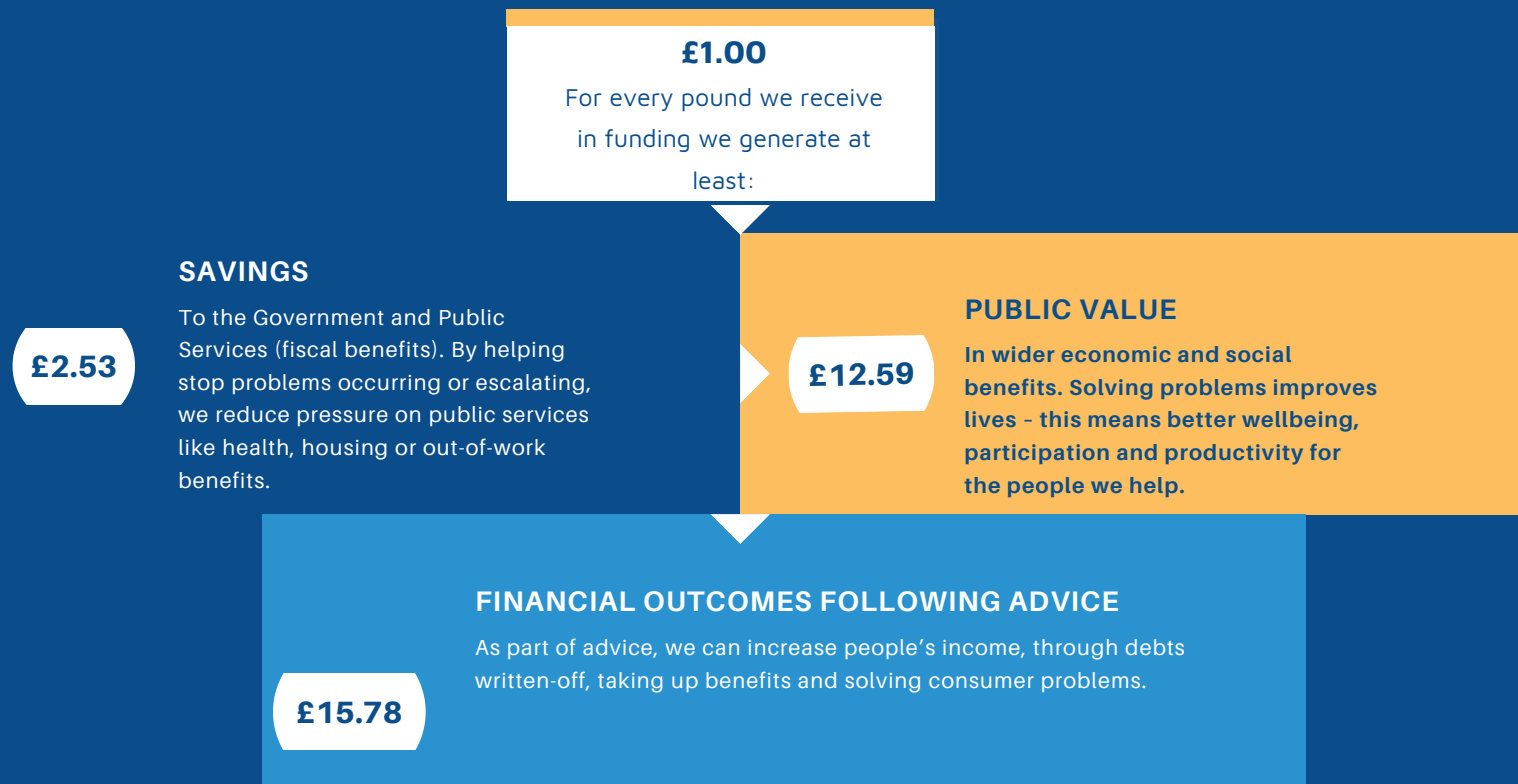 £1.00
For every pound we receive
in funding we generate at
least:
SAVINGS
To the Government and Public
Services (fiscal benefits). By helping
stop problems occurring or escalating,
we reduce pressure on public services
like health, housing or out-of-work
benefits.
£2.53
PUBLIC VALUE
£12.59
In wider economic and social
benefits. Solving problems improves
lives – this means better wellbeing,
participation and productivity for
the people we help.
FINANCIAL OUTCOMES FOLLOWING ADVICE
As part of advice, we can increase people’s income, through debts
written-off, taking up benefits and solving consumer problems.
£15.78